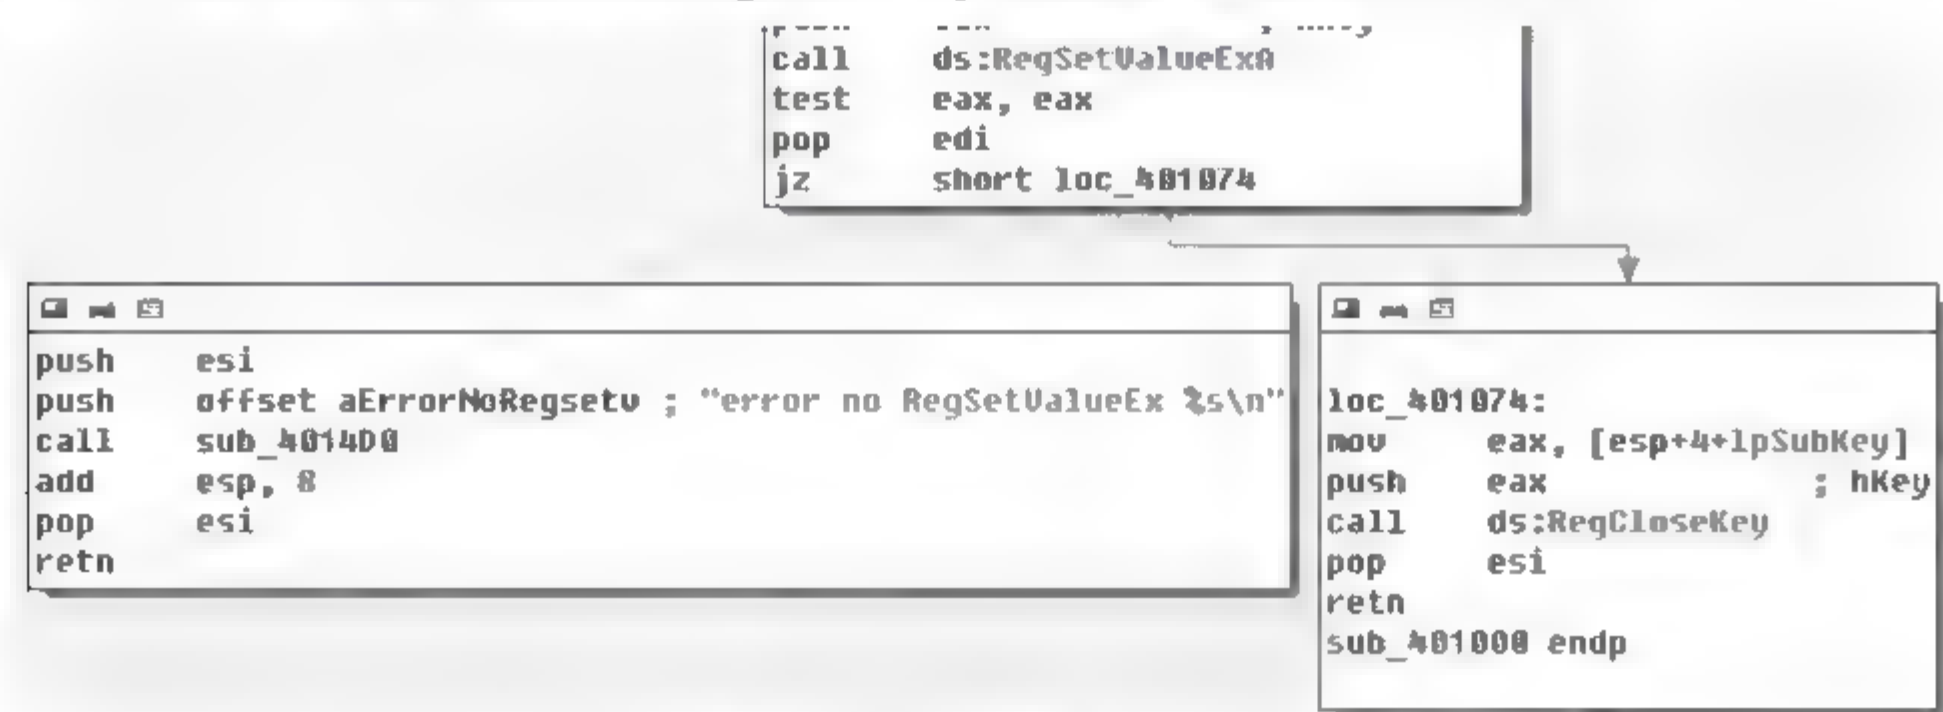 call ds:RegSetValueExA
test eax, eax
pop edi
jz short loc_401074
push esi
push offset aErrorNoRegsetv ; "error no RegSetValueEx %s\n"
call sub_4014D0
add esp, 8
pop esi
retn
loc_401074:
mov eax, [esp+4+lpSubKey]
push eax ; hKey
call ds:RegCloseKey
pop esi
retn
sub_401000 endp